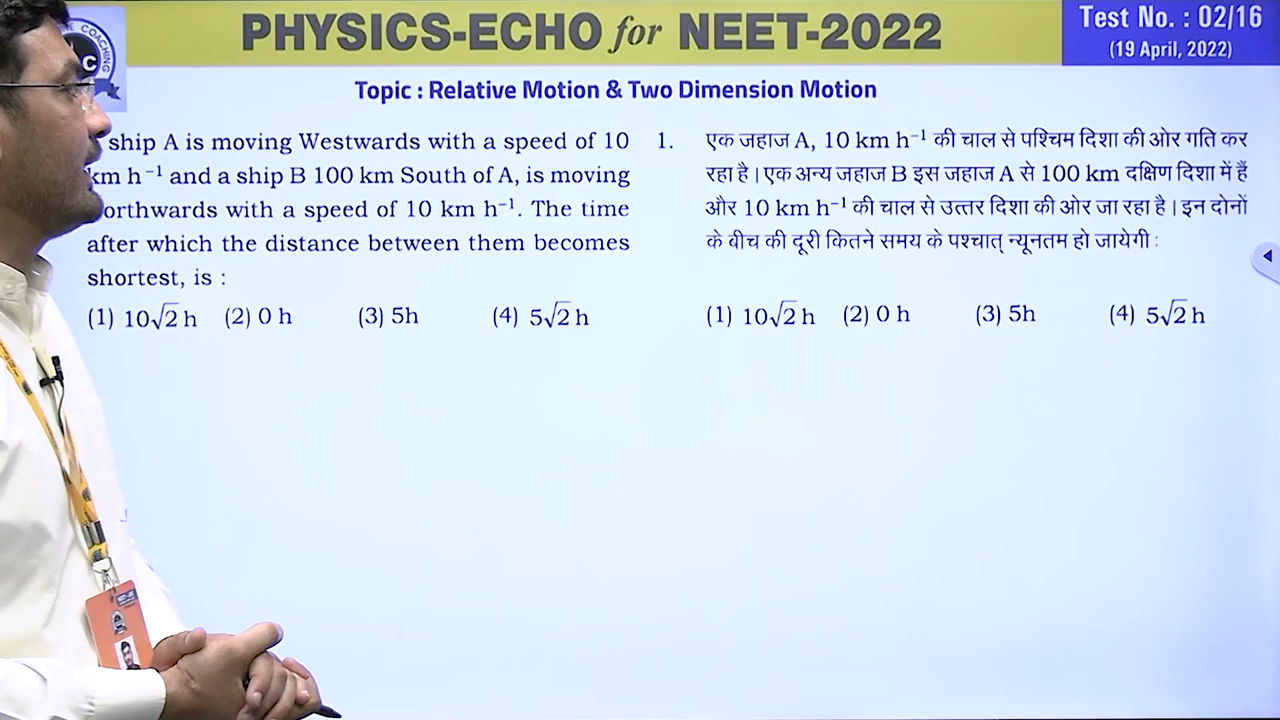 PHYSICS-ECHO for NEET-2022
Test No. : 02/16
(19 April, 2022)
COACHING
Topic : Relative Motion & Two Dimension Motion
ship A is moving Westwards with a speed of 10
km h⁻¹ and a ship B 100 km South of A, is moving
orthwards with a speed of 10 km h⁻¹. The time
after which the distance between them becomes
shortest, is :
(1) 10√2 h (2) 0 h (3) 5h (4) 5√2 h
1. एक जहाज A, 10 km h⁻¹ की चाल से पश्चिम दिशा की ओर गति कर
रहा है। एक अन्य जहाज B इस जहाज A से 100 km दक्षिण दिशा में हैं
और 10 km h⁻¹ की चाल से उत्तर दिशा की ओर जा रहा है। इन दोनों
के बीच की दूरी कितने समय के पश्चात् न्यूनतम हो जायेगी :
(1) 10√2 h (2) 0 h (3) 5h (4) 5√2 h